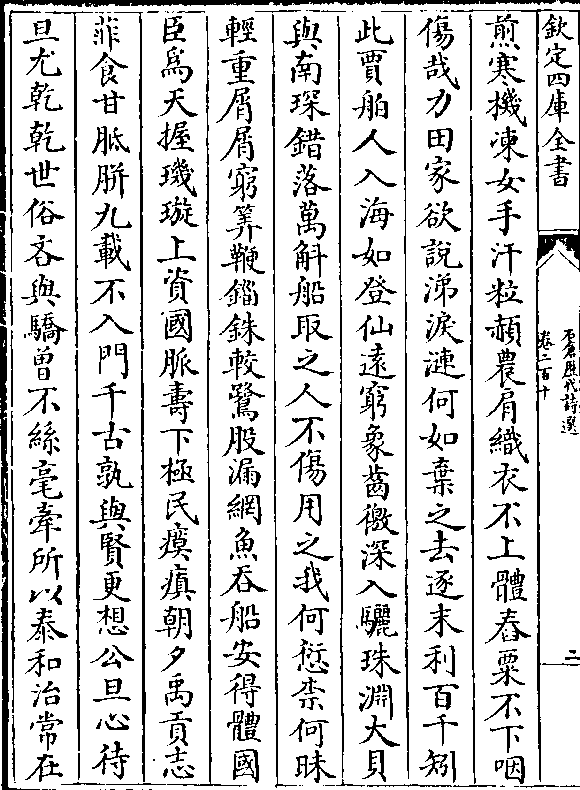 欽定四庫全書
石倉歷代詩選
卷二百十
二
煎寒機凍女手汗粒頳農肩織衣不上體舂粟不下咽
傷哉力田家欲說涕淚漣何如棄之去逐末利百千矧
此賈舶人入海如登仙遠窮象齒徼深入驪珠淵大貝
與南琛錯落萬斛船取之人不傷用之我何愆柰何昧
輕重屑屑窮筭鞭錙銖較鷺股漏網魚吞船安得體國
臣為天握璣璇上資國脈壽下極民瘼瘨朝夕禹貢志
菲食甘胝胼九載不入門千古孰與賢更想公旦心待
旦尤乾乾世俗吝與驕曽不絲毫牽所以泰和治常在